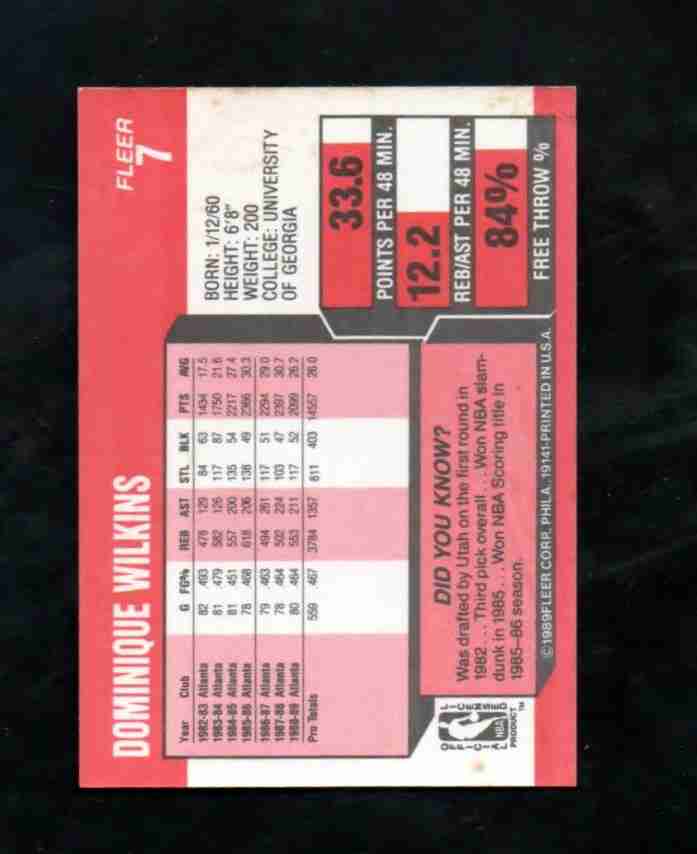 FLEER
7
DOMINIQUE WILKINS
BORN: 1/12/60
HEIGHT: 6'8"
WEIGHT: 200
COLLEGE: UNIVERSITY
OF GEORGIA
Year Club G FG% REB AST STL BLK PTS AVG
1982-83 Atlanta 82 .493 478 129 84 63 1434 17.5
1983-84 Atlanta 81 .479 582 126 117 87 1750 21.6
1984-85 Atlanta 81 .451 557 200 135 54 2217 27.4
1985-86 Atlanta 78 .468 618 206 138 49 2366 30.3
1986-87 Atlanta 79 .463 494 261 117 51 2294 29.0
1987-88 Atlanta 78 .464 502 224 103 47 2397 30.7
1988-89 Atlanta 80 .464 553 211 117 52 2099 26.2
Pro Totals 559 .467 3784 1357 811 403 14557 26.0
33.6
POINTS PER 48 MIN.
12.2
REB/AST PER 48 MIN.
84%
FREE THROW %
DID YOU KNOW?
Was drafted by Utah on the first round in
1982 . . . Third pick overall . . . Won NBA slam-
dunk in 1985 . . . Won NBA Scoring title in
1985–86 season.
OFFICIAL LICENSED
NBA
PRODUCT™
©1989FLEER CORP., PHILA., 19141-PRINTED IN U.S.A.